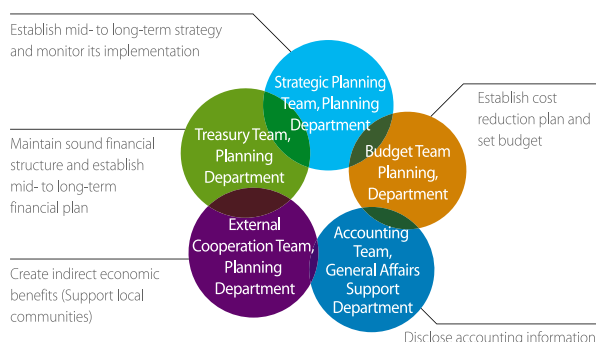 Establish mid- to long-term strategy
and monitor its implementation
Strategic Planning
Team, Planning
Department
Establish cost
reduction plan and
set budget
Treasury Team,
Planning
Department
Budget Team
Planning,
Department
Maintain sound financial
structure and establish
mid- to long-term
financial plan
External
Cooperation Team,
Planning
Department
Accounting
Team,
General Affairs
Support
Department
Create indirect economic
benefits (Support local
communities)
Disclose accounting information